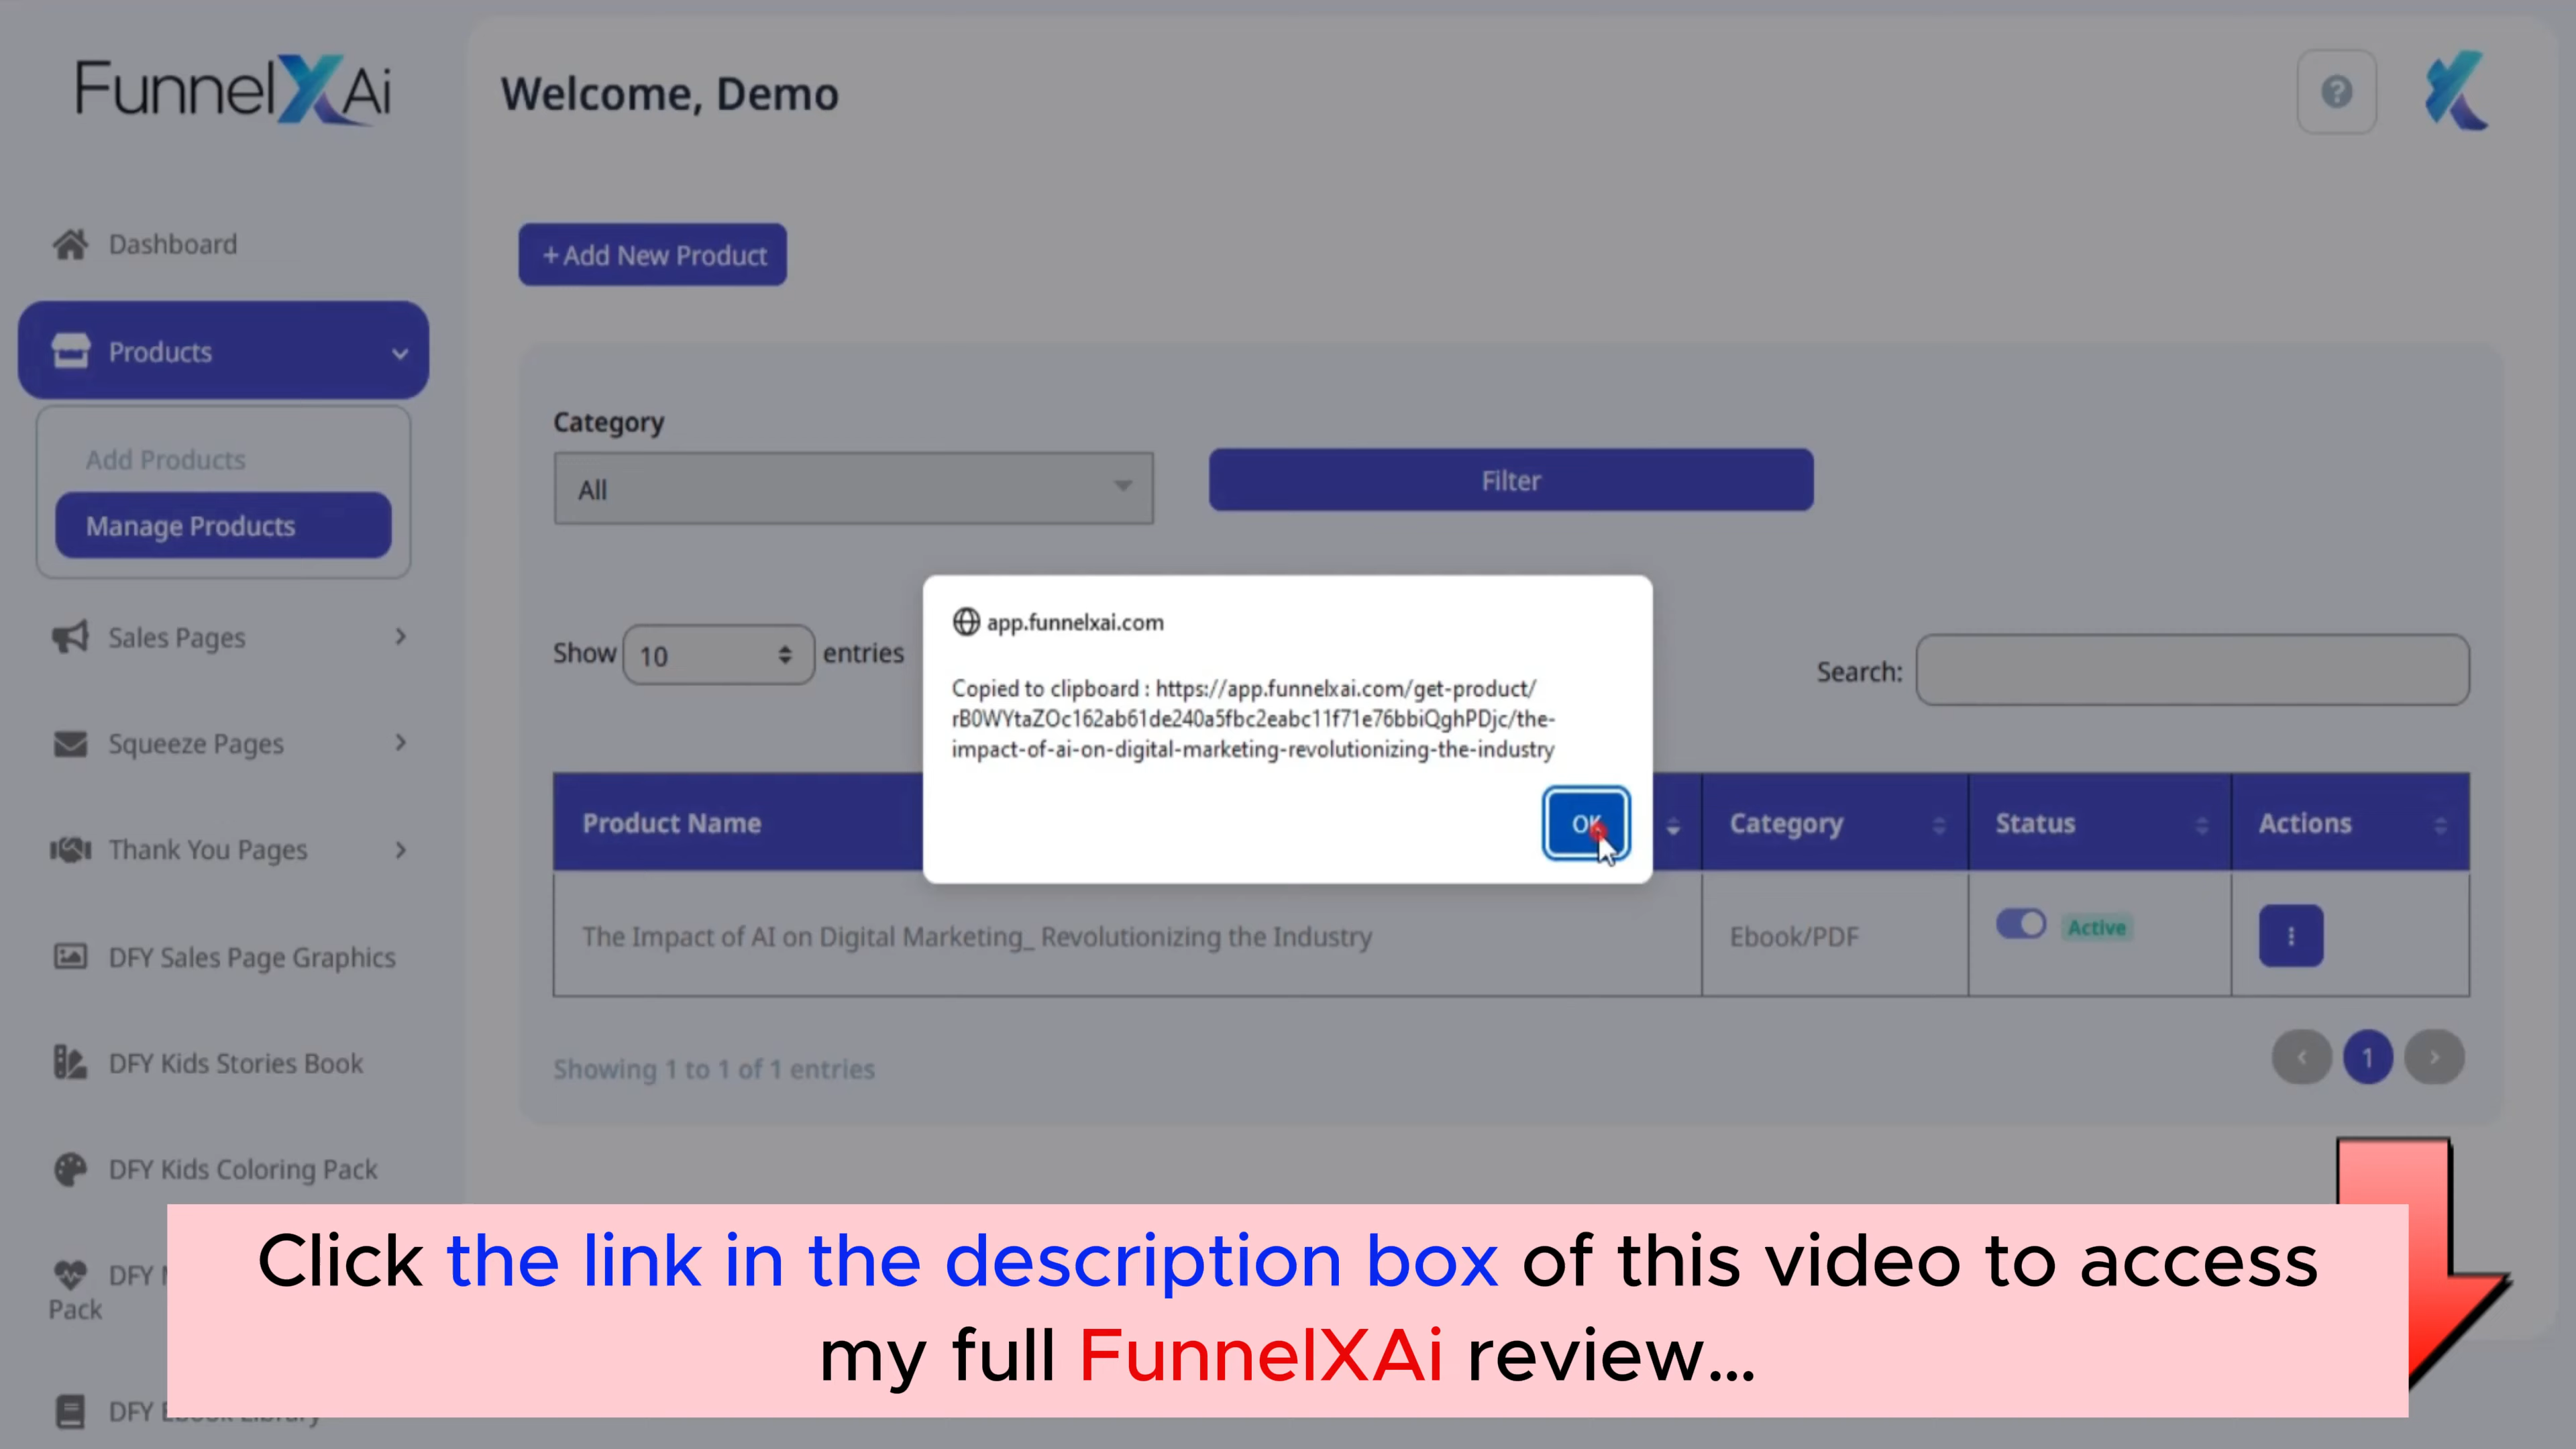 FunnelXAi
Welcome, Demo
Dashboard
+ Add New Product
Products
Category
Add Products
All
Filter
Manage Products
Sales Pages
Show 10 entries
Search:
app.funnelxai.com
Copied to clipboard : https://app.funnelxai.com/get-product/
rB0WYtaZOc162ab61de240a5fbc2eabc11f71e76bbiQghPDjc/the-
impact-of-ai-on-digital-marketing-revolutionizing-the-industry
OK
Squeeze Pages
Thank You Pages
Product Name
Category
Status
Actions
The Impact of AI on Digital Marketing_ Revolutionizing the Industry
Ebook/PDF
Active
DFY Sales Page Graphics
DFY Kids Stories Book
Showing 1 to 1 of 1 entries
1
DFY Kids Coloring Pack
DFY
Pack
DFY
Click the link in the description box of this video to access
my full FunnelXAi review...